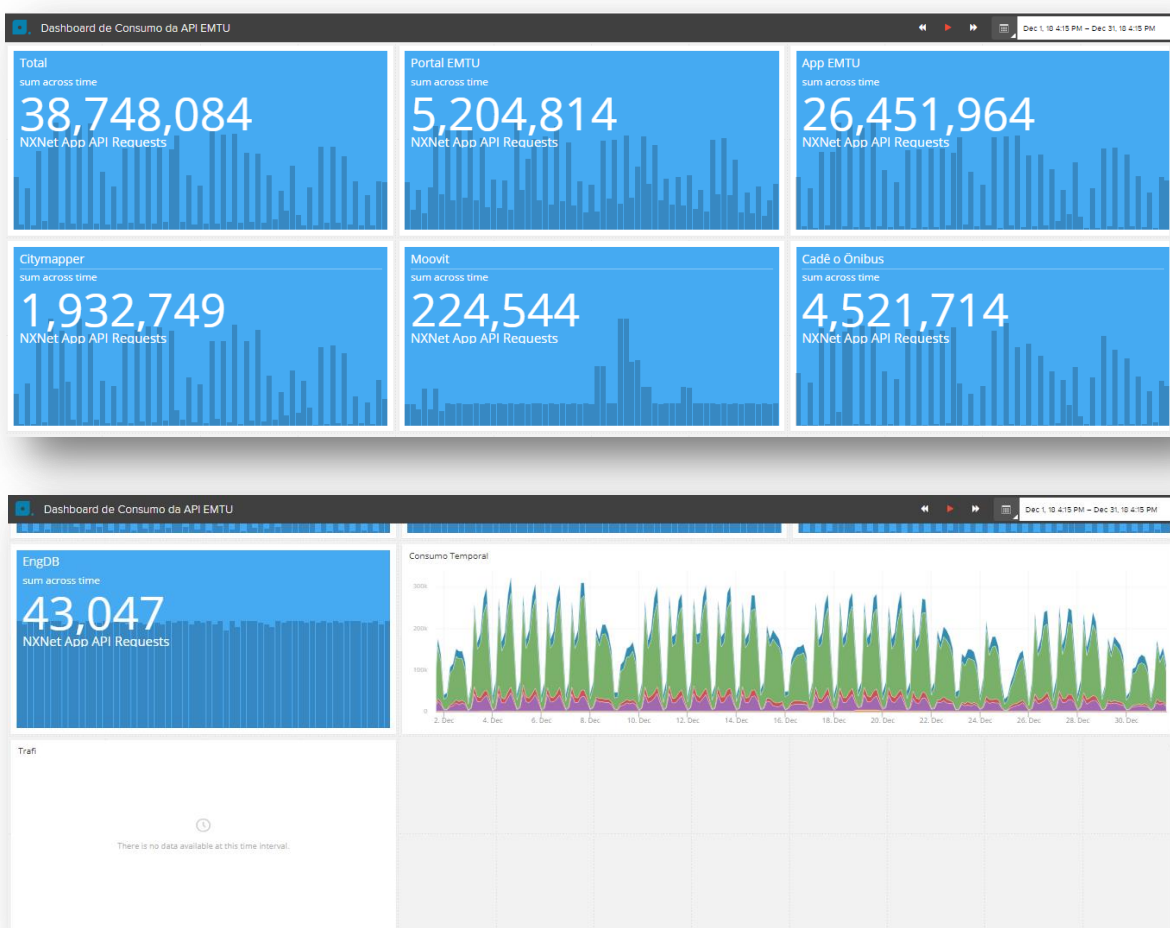 Dashboard de Consumo da API EMTU
Dec 1, 18 4:15 PM – Dec 31, 18 4:15 PM
Total
sum across time
38,748,084
NXNet App API Requests
Portal EMTU
sum across time
5,204,814
NXNet App API Requests
App EMTU
sum across time
26,451,964
NXNet App API Requests
Citymapper
sum across time
1,932,749
NXNet App API Requests
Moovit
sum across time
224,544
NXNet App API Requests
Cadê o Ônibus
sum across time
4,521,714
NXNet App API Requests
Dashboard de Consumo da API EMTU
Dec 1, 18 4:15 PM – Dec 31, 18 4:15 PM
EngDB
sum across time
43,047
NXNet App API Requests
Consumo Temporal
300k
200k
100k
0
2. Dec 4. Dec 6. Dec 8. Dec 10. Dec 12. Dec 14. Dec 16. Dec 18. Dec 20. Dec 22. Dec 24. Dec 26. Dec 28. Dec 30. Dec
Trafi
There is no data available at this time interval.